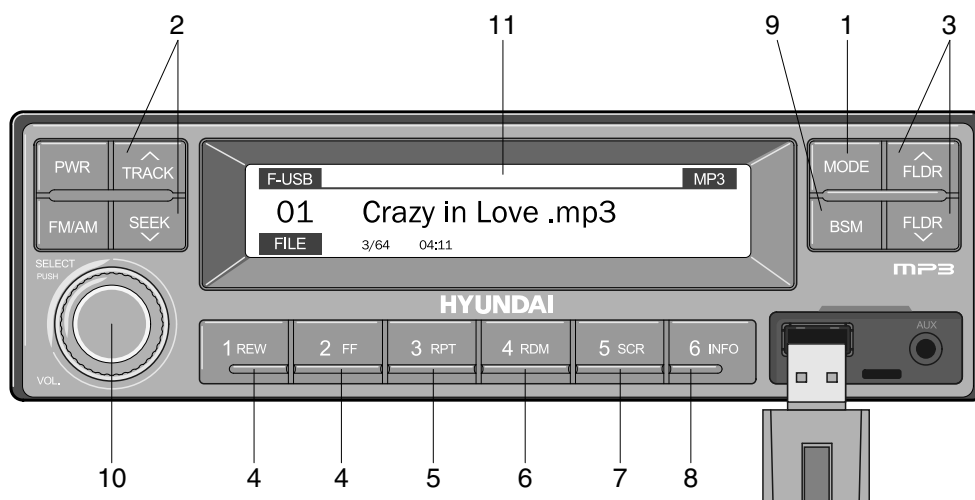 2 11 9 1 3
PWR TRACK
F-USB MP3
MODE FLDR
01 Crazy in Love .mp3
FM/AM SEEK
BSM FLDR
FILE 3/64 04:11
SELECT
PUSH
MP3
HYUNDAI
AUX
1 REW 2 FF 3 RPT 4 RDM 5 SCR 6 INFO
VOL.
10 4 4 5 6 7 8